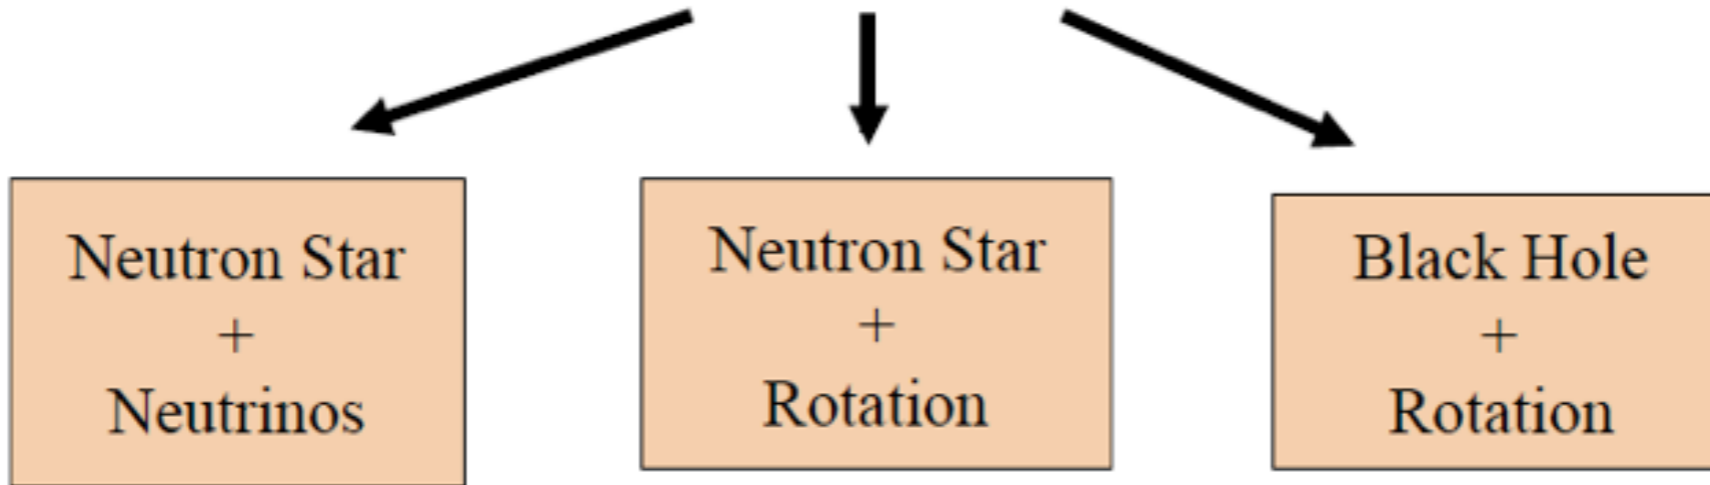 Neutron Star
+
Neutrinos
Neutron Star
+
Rotation
Black Hole
+
Rotation